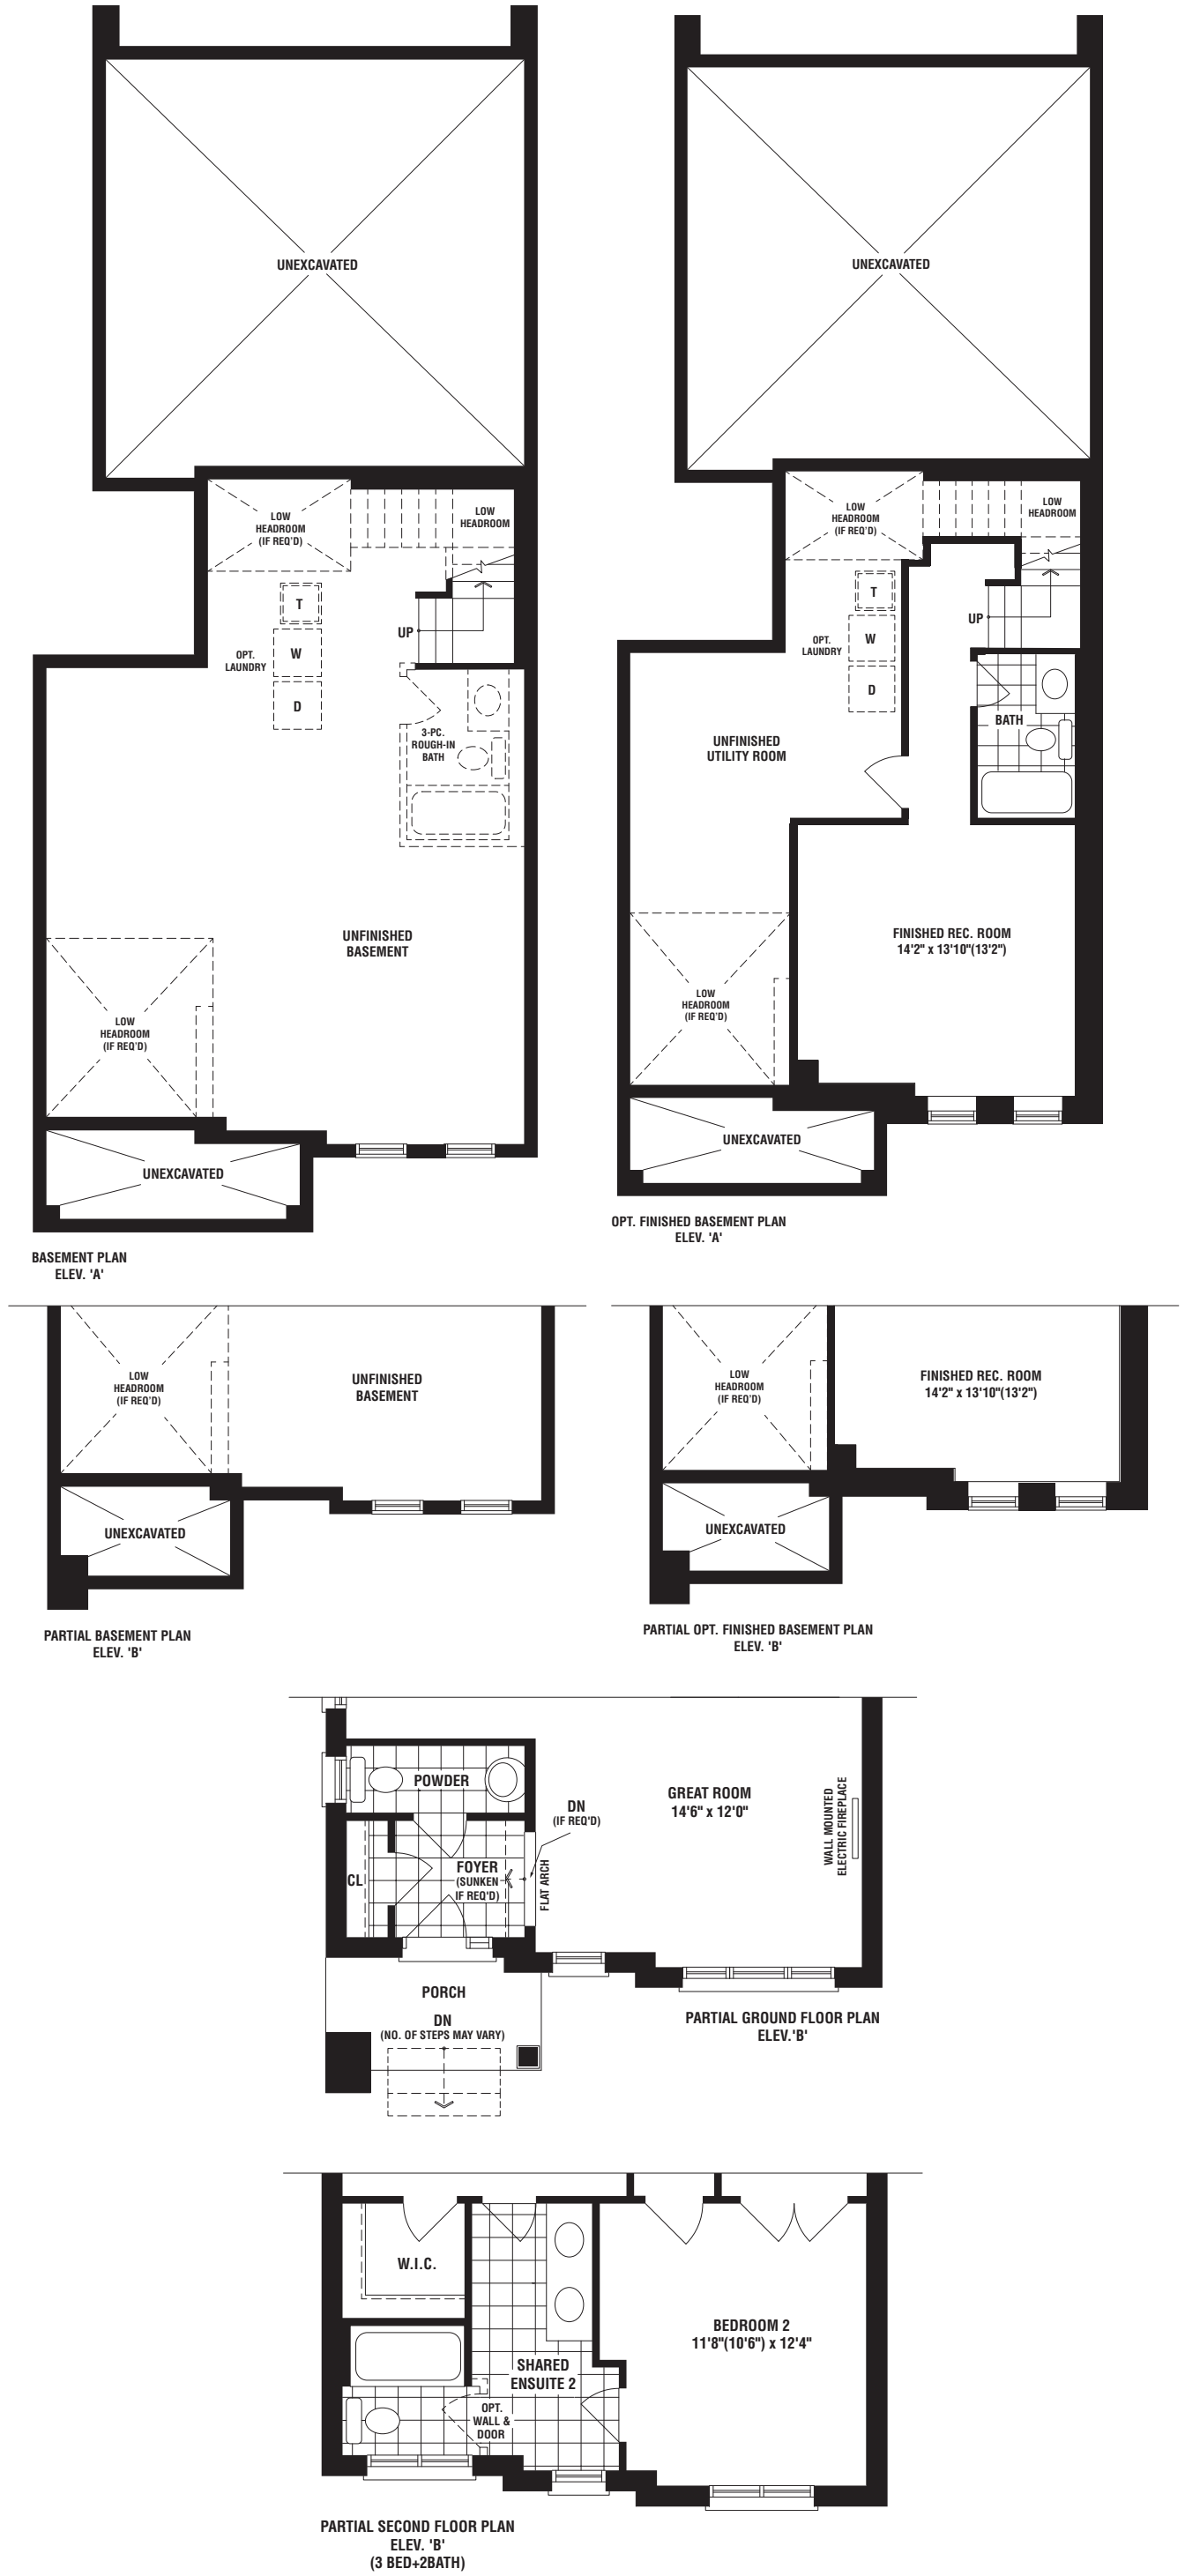 UNEXCAVATED
LOW
HEADROOM
(IF REQ'D)
LOW
HEADROOM
T
UP
OPT.
LAUNDRY
W
D
3-PC.
ROUGH-IN
BATH
UNFINISHED
BASEMENT
LOW
HEADROOM
(IF REQ'D)
UNEXCAVATED
BASEMENT PLAN
ELEV. 'A'
UNEXCAVATED
LOW
HEADROOM
(IF REQ'D)
LOW
HEADROOM
T
UP
OPT.
LAUNDRY
W
D
BATH
UNFINISHED
UTILITY ROOM
FINISHED REC. ROOM
14'2" x 13'10"(13'2")
LOW
HEADROOM
(IF REQ'D)
UNEXCAVATED
OPT. FINISHED BASEMENT PLAN
ELEV. 'A'
LOW
HEADROOM
(IF REQ'D)
UNFINISHED
BASEMENT
UNEXCAVATED
PARTIAL BASEMENT PLAN
ELEV. 'B'
LOW
HEADROOM
(IF REQ'D)
FINISHED REC. ROOM
14'2" x 13'10"(13'2")
UNEXCAVATED
PARTIAL OPT. FINISHED BASEMENT PLAN
ELEV. 'B'
POWDER
GREAT ROOM
14'6" x 12'0"
DN
(IF REQ'D)
WALL MOUNTED
ELECTRIC FIREPLACE
CL
FOYER
(SUNKEN
IF REQ'D)
FLAT ARCH
PORCH
DN
(NO. OF STEPS MAY VARY)
PARTIAL GROUND FLOOR PLAN
ELEV.'B'
W.I.C.
BEDROOM 2
11'8"(10'6") x 12'4"
SHARED
ENSUITE 2
OPT.
WALL &
DOOR
PARTIAL SECOND FLOOR PLAN
ELEV. 'B'
(3 BED+2BATH)